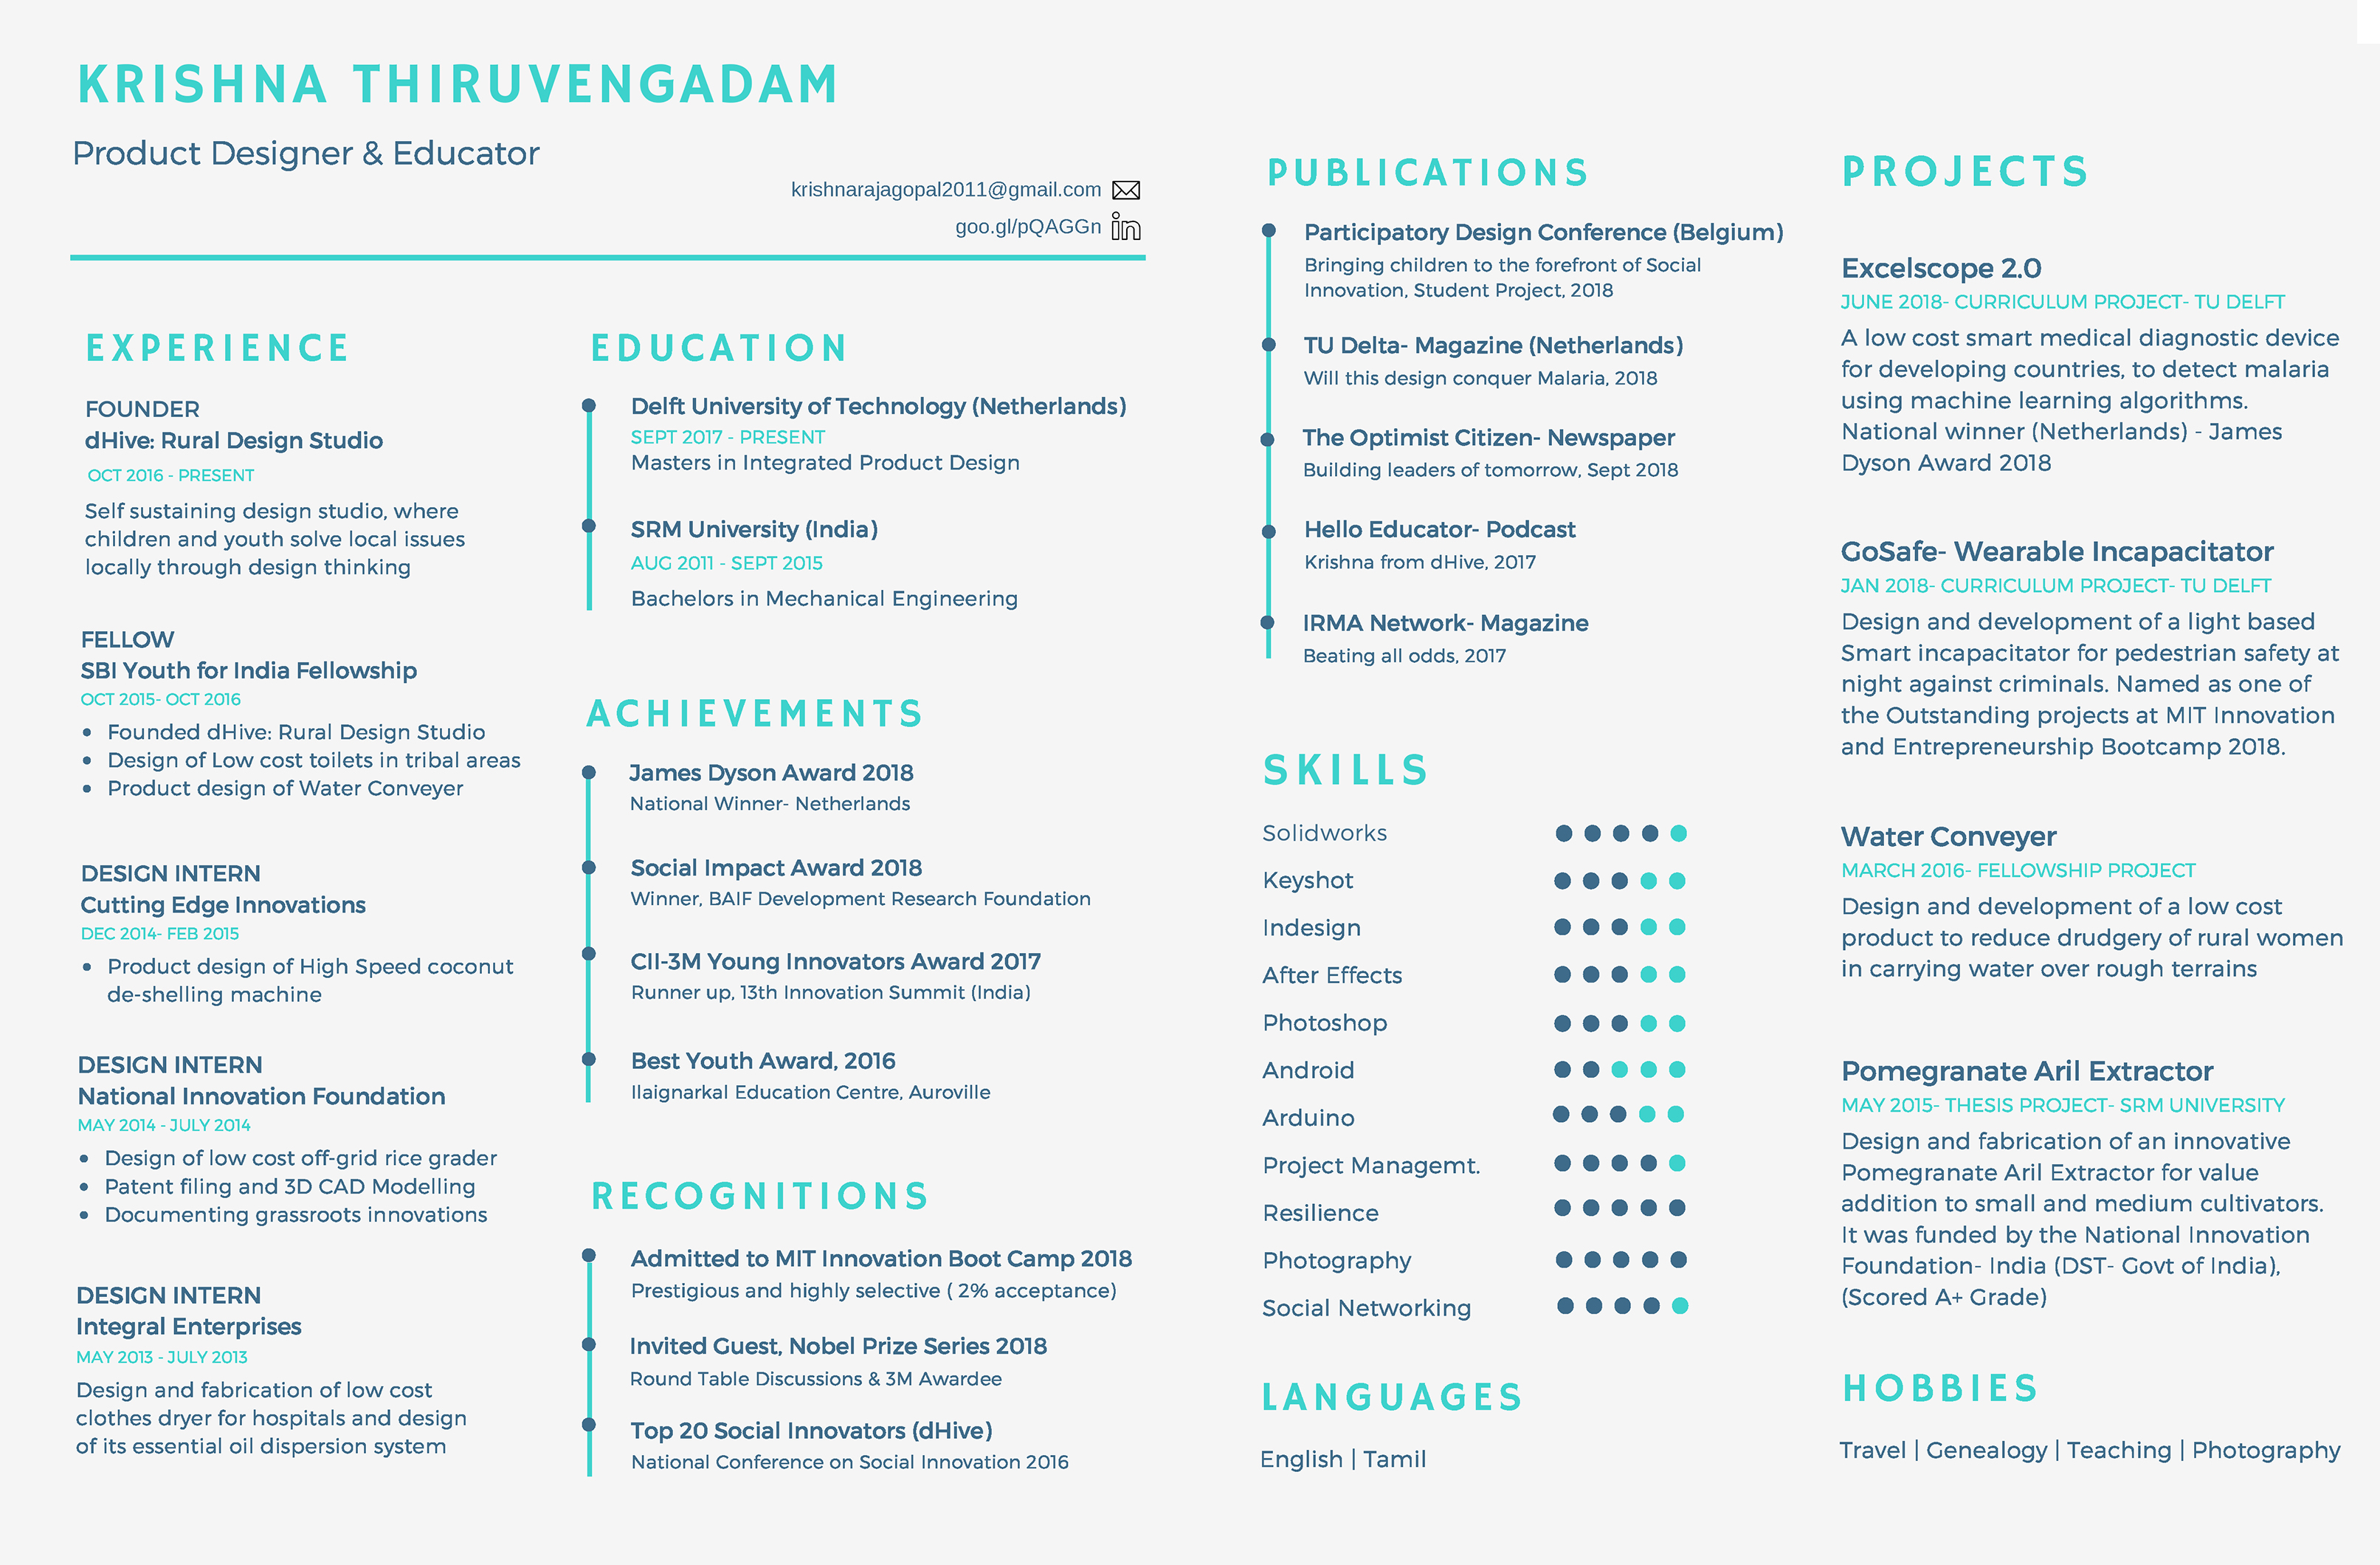 KRISHNA THIRUVENGADAM
Product Designer & Educator
krishnarajagopal2011@gmail.com
goo.gl/pQAGGn
EXPERIENCE
FOUNDER
dHive: Rural Design Studio
OCT 2016 - PRESENT
Self sustaining design studio, where
children and youth solve local issues
locally through design thinking
FELLOW
SBI Youth for India Fellowship
OCT 2015- OCT 2016
• Founded dHive: Rural Design Studio
• Design of Low cost toilets in tribal areas
• Product design of Water Conveyer
DESIGN INTERN
Cutting Edge Innovations
DEC 2014- FEB 2015
• Product design of High Speed coconut
de-shelling machine
DESIGN INTERN
National Innovation Foundation
MAY 2014 - JULY 2014
• Design of low cost off-grid rice grader
• Patent filing and 3D CAD Modelling
• Documenting grassroots innovations
DESIGN INTERN
Integral Enterprises
MAY 2013 - JULY 2013
Design and fabrication of low cost
clothes dryer for hospitals and design
of its essential oil dispersion system
EDUCATION
Delft University of Technology (Netherlands)
SEPT 2017 - PRESENT
Masters in Integrated Product Design
SRM University (India)
AUG 2011 - SEPT 2015
Bachelors in Mechanical Engineering
ACHIEVEMENTS
James Dyson Award 2018
National Winner- Netherlands
Social Impact Award 2018
Winner, BAIF Development Research Foundation
CII-3M Young Innovators Award 2017
Runner up, 13th Innovation Summit (India)
Best Youth Award, 2016
Ilaignarkal Education Centre, Auroville
RECOGNITIONS
Admitted to MIT Innovation Boot Camp 2018
Prestigious and highly selective ( 2% acceptance)
Invited Guest, Nobel Prize Series 2018
Round Table Discussions & 3M Awardee
Top 20 Social Innovators (dHive)
National Conference on Social Innovation 2016
PUBLICATIONS
Participatory Design Conference (Belgium)
Bringing children to the forefront of Social
Innovation, Student Project, 2018
TU Delta- Magazine (Netherlands)
Will this design conquer Malaria, 2018
The Optimist Citizen- Newspaper
Building leaders of tomorrow, Sept 2018
Hello Educator- Podcast
Krishna from dHive, 2017
IRMA Network- Magazine
Beating all odds, 2017
SKILLS
Solidworks
Keyshot
Indesign
After Effects
Photoshop
Android
Arduino
Project Managemt.
Resilience
Photography
Social Networking
LANGUAGES
English | Tamil
PROJECTS
Excelscope 2.0
JUNE 2018- CURRICULUM PROJECT- TU DELFT
A low cost smart medical diagnostic device
for developing countries, to detect malaria
using machine learning algorithms.
National winner (Netherlands) - James
Dyson Award 2018
GoSafe- Wearable Incapacitator
JAN 2018- CURRICULUM PROJECT- TU DELFT
Design and development of a light based
Smart incapacitator for pedestrian safety at
night against criminals. Named as one of
the Outstanding projects at MIT Innovation
and Entrepreneurship Bootcamp 2018.
Water Conveyer
MARCH 2016- FELLOWSHIP PROJECT
Design and development of a low cost
product to reduce drudgery of rural women
in carrying water over rough terrains
Pomegranate Aril Extractor
MAY 2015- THESIS PROJECT- SRM UNIVERSITY
Design and fabrication of an innovative
Pomegranate Aril Extractor for value
addition to small and medium cultivators.
It was funded by the National Innovation
Foundation- India (DST- Govt of India),
(Scored A+ Grade)
HOBBIES
Travel | Genealogy | Teaching | Photography